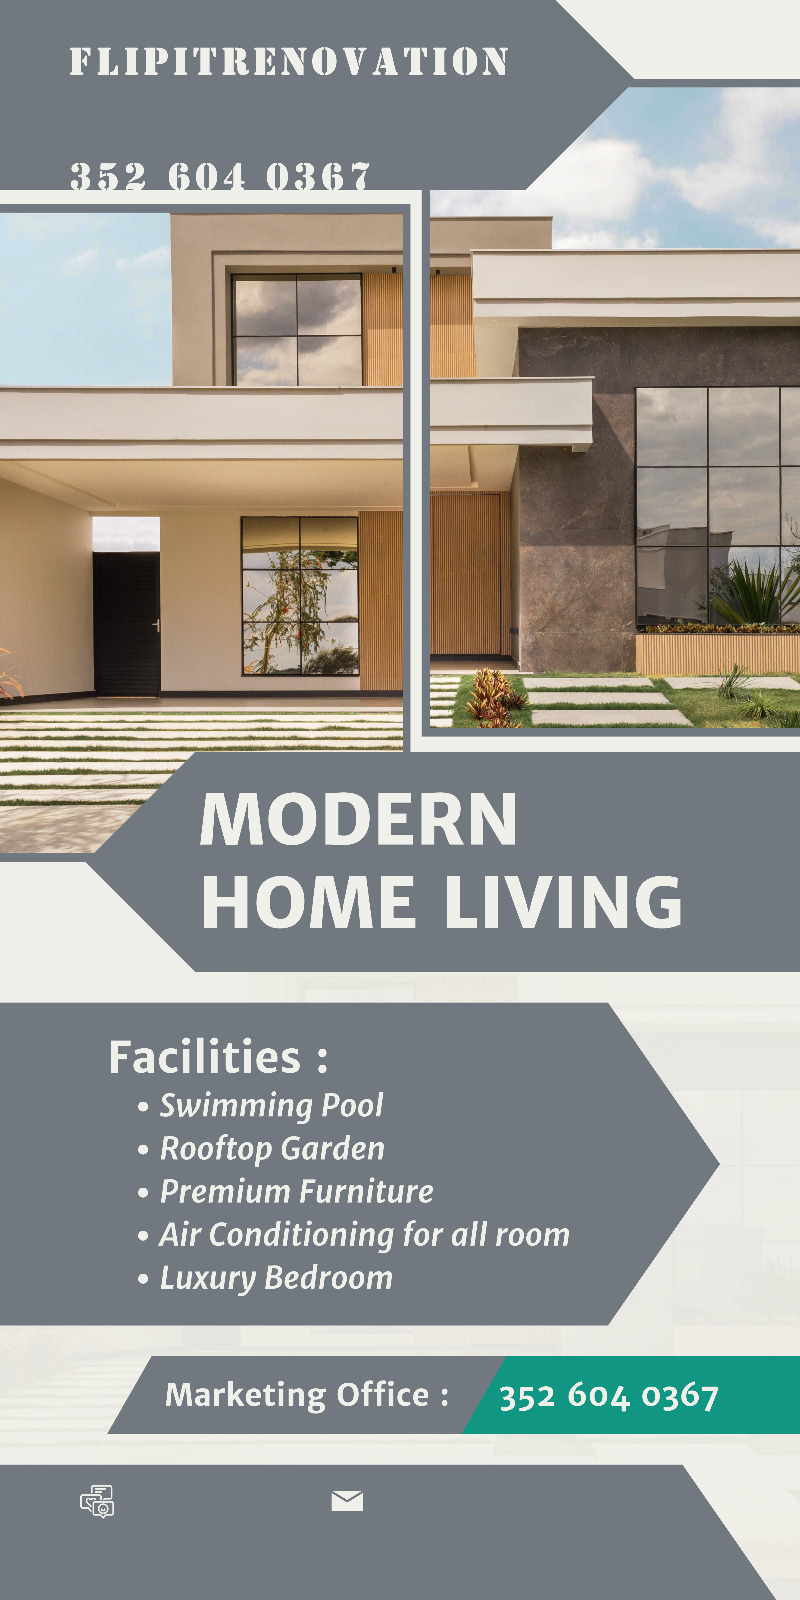 FLIPITRENOVATION
352 604 0367
MODERN
HOME LIVING
Facilities :
• Swimming Pool
• Rooftop Garden
• Premium Furniture
• Air Conditioning for all room
• Luxury Bedroom
Marketing Office : 352 604 0367